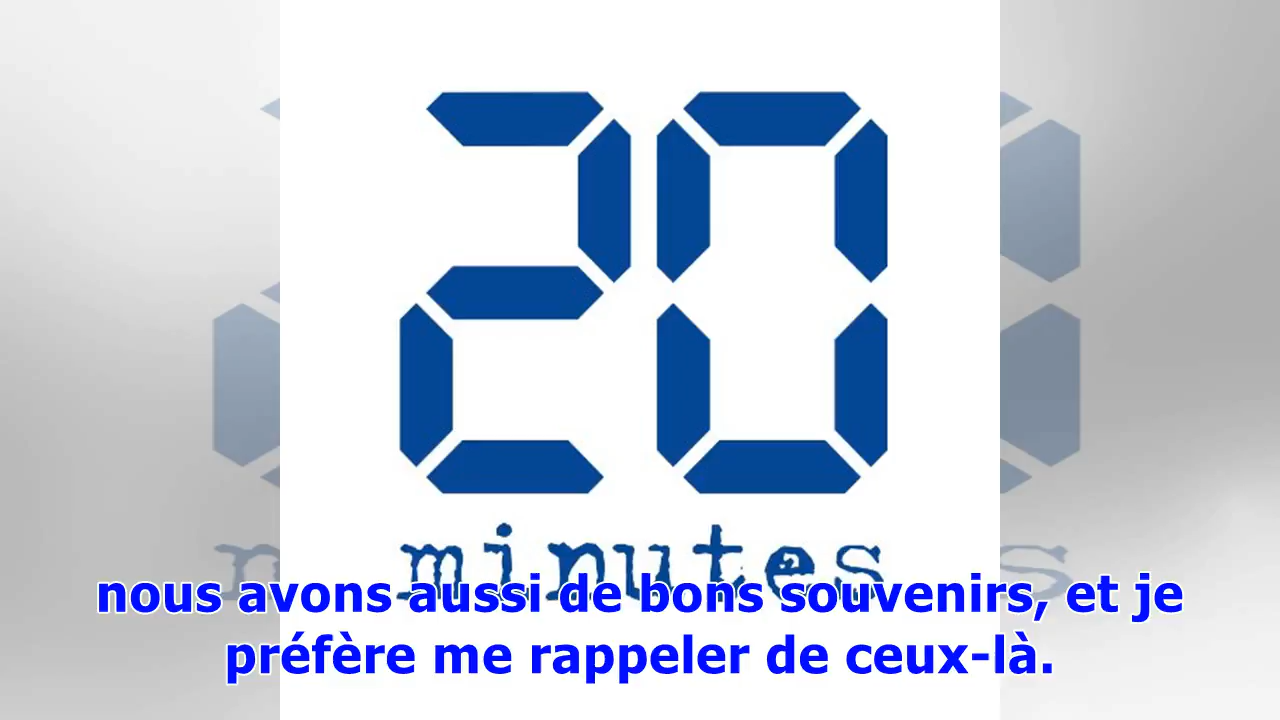 20
minutes
nous avons aussi de bons souvenirs, et je
préfère me rappeler de ceux-là.